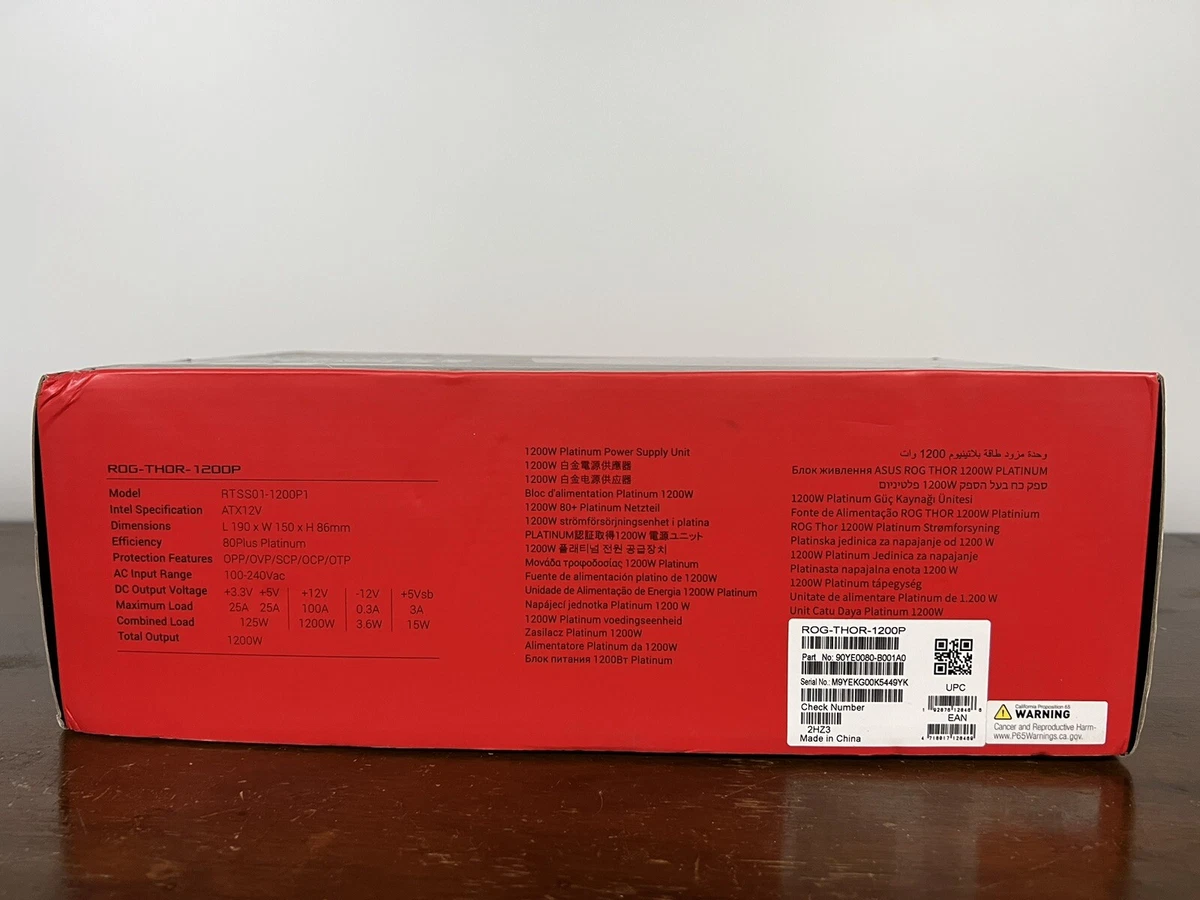 ROG-THOR-1200P
Model RTSS01-1200P1
Intel Specification ATX12V
Dimensions L 190 x W 150 x H 86mm
Efficiency 80Plus Platinum
Protection Features OPP/OVP/SCP/OCP/OTP
AC Input Range 100-240Vac
DC Output Voltage +3.3V +5V +12V -12V +5Vsb
Maximum Load 25A 25A 100A 0.3A 3A
Combined Load 125W 1200W 3.6W 15W
Total Output 1200W
1200W Platinum Power Supply Unit
1200W 白金電源供應器
1200W 白金电源供应器
Bloc d'alimentation Platinum 1200W
1200W 80+ Platinum Netzteil
1200W strömförsörjningsenhet i platina
PLATINUM認証取得1200W 電源ユニット
1200W 플래티넘 전원 공급장치
Μονάδα τροφοδοσίας 1200W Platinum
Fuente de alimentación platino de 1200W
Unidade de Alimentação de Energia 1200W Platinum
Napájecí jednotka Platinum 1200 W
1200W Platinum voedingseenheid
Zasilacz Platinum 1200W
Alimentatore Platinum da 1200W
Блок питания 1200Вт Platinum
وحدة مزود طاقة بلاتينيوم 1200 وات
Блок живлення ASUS ROG THOR 1200W PLATINUM
ספק כח בעל הספק 1200W פלטיניום
1200W Platinum Güç Kaynağı Ünitesi
Fonte de Alimentação ROG THOR 1200W Platinium
ROG Thor 1200W Platinum Strømforsyning
Platinska jedinica za napajanje od 1200 W
1200W Platinum Jedinica za napajanje
Platinasta napajalna enota 1200 W
1200W Platinum tápegység
Unitate de alimentare Platinum de 1.200 W
Unit Catu Daya Platinum 1200W
ROG-THOR-1200P
Part No: 90YE0080-B001A0
Serial No.: M9YEKG00K5449YK
Check Number
2HZ3
Made in China
UPC
1 92876 12846 6
EAN
4 718017 128469
California Proposition 65
WARNING
Cancer and Reproductive Harm-
www.P65Warnings.ca.gov.